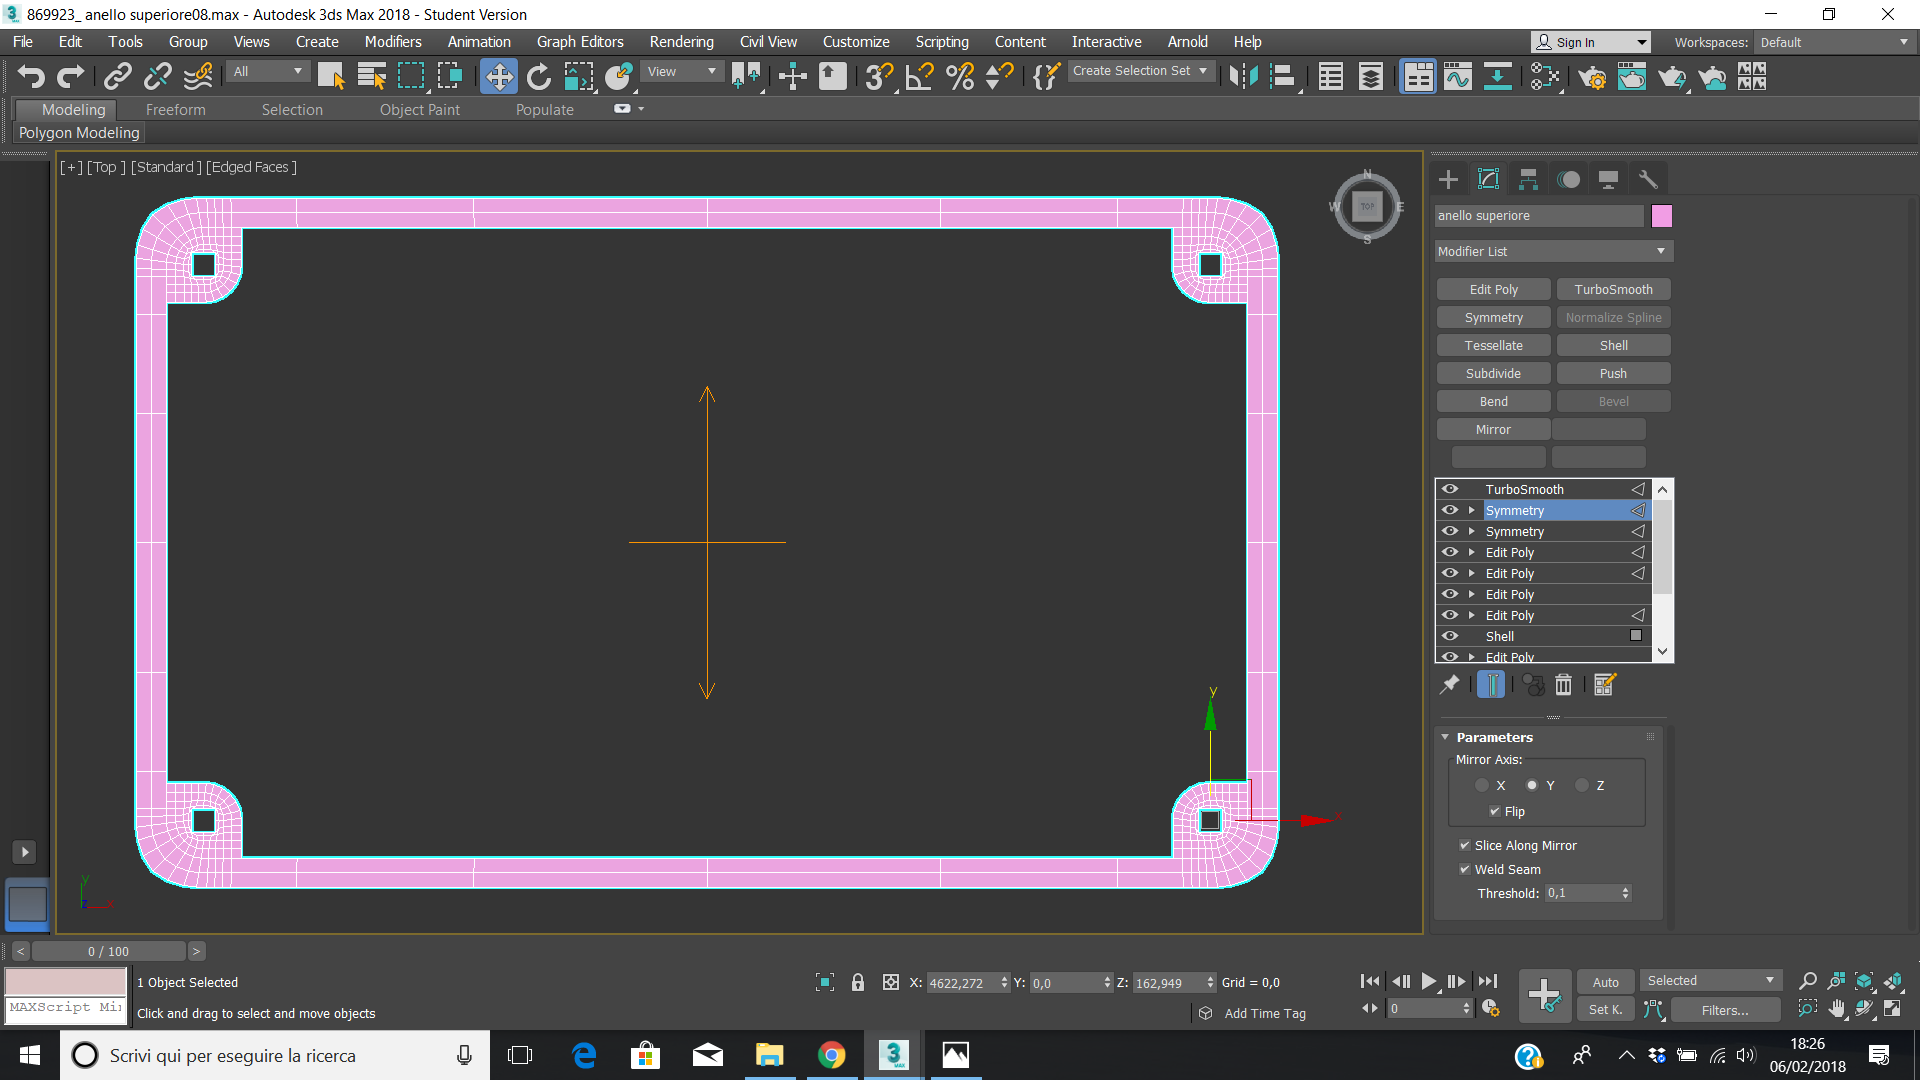 869923_ anello superiore08.max - Autodesk 3ds Max 2018 - Student Version
File Edit Tools Group Views Create Modifiers Animation Graph Editors Rendering Civil View Customize Scripting Content Interactive Arnold Help Sign In Workspaces: Default
All View Create Selection Set
Modeling Freeform Selection Object Paint Populate
Polygon Modeling
[+] [Top ] [Standard ] [Edged Faces ]
N
W TOP E
S
anello superiore
Modifier List
Edit Poly TurboSmooth
Symmetry Normalize Spline
Tessellate Shell
Subdivide Push
Bend Bevel
Mirror
TurboSmooth
Symmetry
Symmetry
Edit Poly
Edit Poly
Edit Poly
Edit Poly
Shell
Edit Poly
Parameters
Mirror Axis:
X Y Z
Flip
Slice Along Mirror
Weld Seam
Threshold: 0,1
y
x
y
z x
< 0 / 100 >
1 Object Selected X: 4622,272 Y: 0,0 Z: 162,949 Grid = 0,0 Auto Selected
MAXScript Mi
Click and drag to select and move objects Add Time Tag 0 Set K. Filters...
Scrivi qui per eseguire la ricerca
3
MAX
18:26
06/02/2018